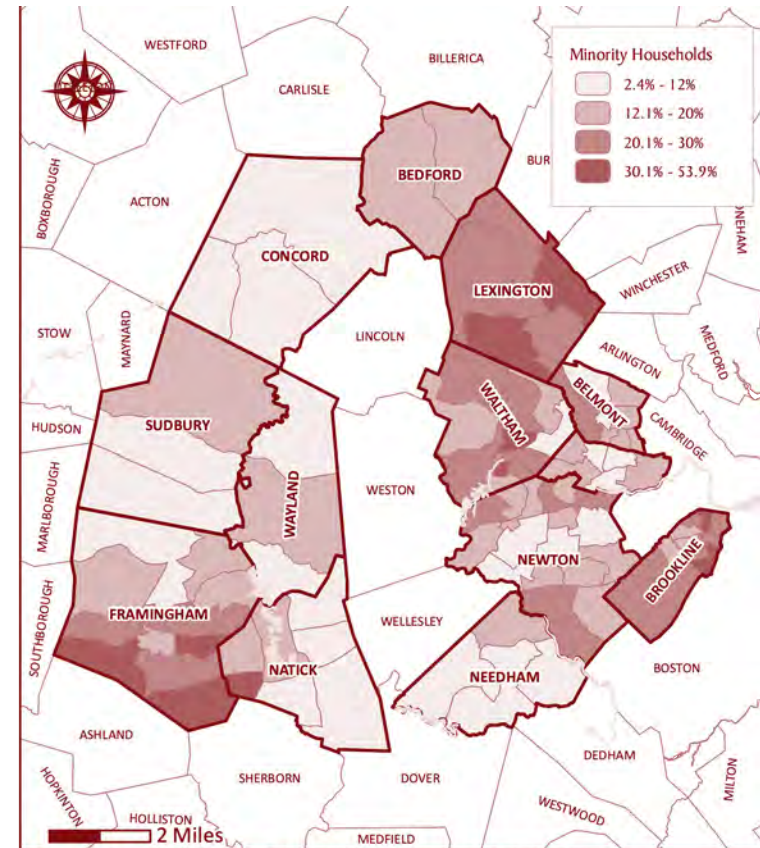 WESTFORD
BILLERICA
Minority Households
2.4% - 12%
12.1% - 20%
20.1% - 30%
30.1% - 53.9%
CARLISLE
BUR
BEDFORD
ACTON
BOXBOROUGH
ONEHAM
CONCORD
LEXINGTON
WINCHESTER
STOW
MAYNARD
LINCOLN
ARLINGTON
MEDFORD
HUDSON
SUDBURY
WALTHAM
BELMONT
CAMBRIDGE
MARLBOROUGH
WAYLAND
WESTON
NEWTON
BROOKLINE
SOUTHBOROUGH
FRAMINGHAM
WELLESLEY
NATICK
NEEDHAM
BOSTON
ASHLAND
DEDHAM
SHERBORN
DOVER
HOPKINTON
HOLLISTON
WESTWOOD
MILTON
2 Miles
MEDFIELD